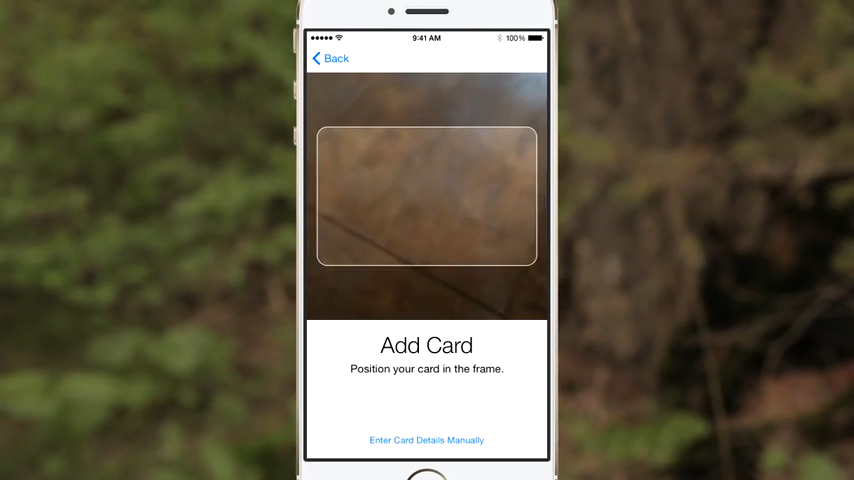 9:41 AM
100%
Back
Add Card
Position your card in the frame.
Enter Card Details Manually